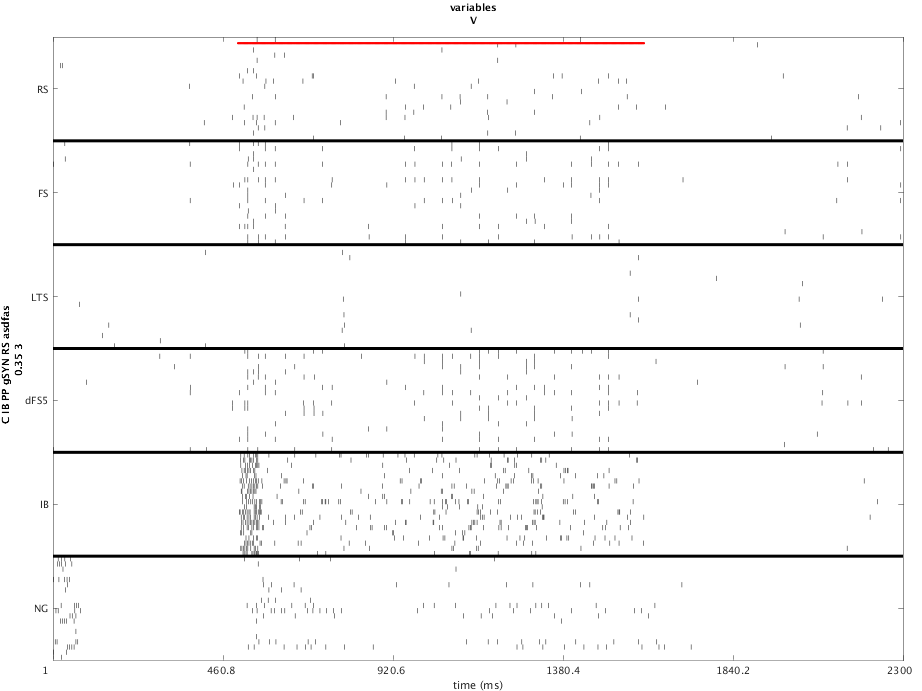 variables
V
RS
FS
LTS
dFS5
IB
NG
C IB PP gSYN RS asdfas
0.35 3
1 460.8 920.6 1380.4 1840.2 2300
time (ms)